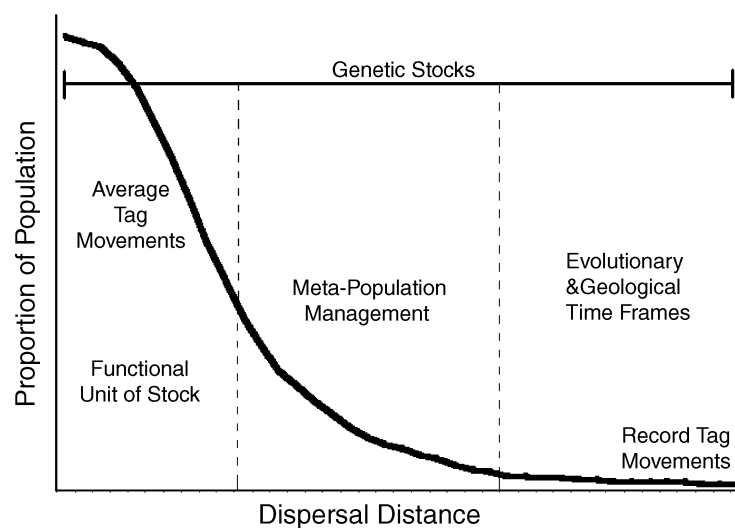 Genetic Stocks
Proportion of Population
Average
Tag
Movements
Meta-Population
Management
Evolutionary
&Geological
Time Frames
Functional
Unit of Stock
Record Tag
Movements
Dispersal Distance